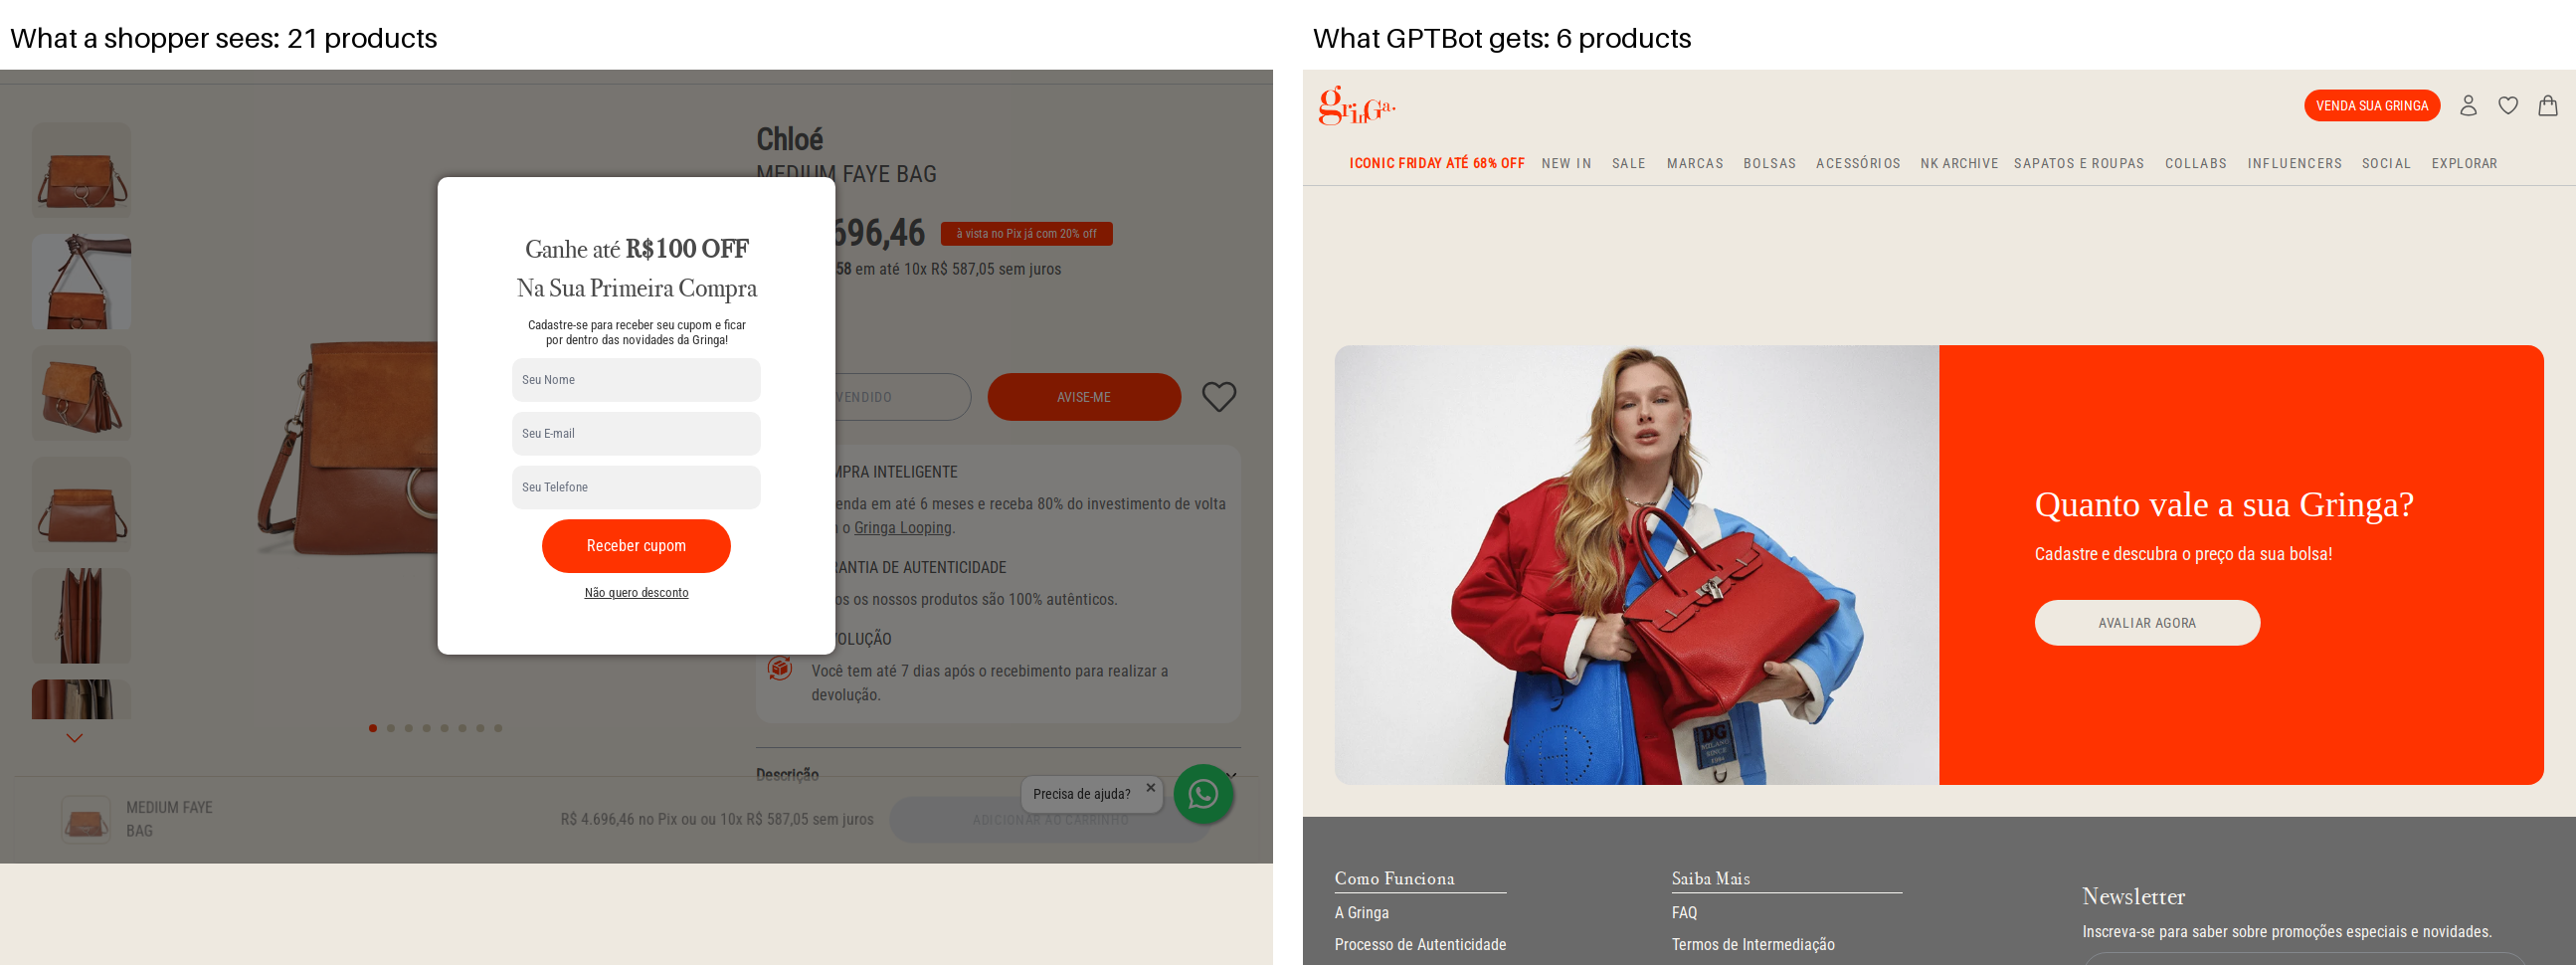 What a shopper sees: 21 products
Chloé
MEDIUM FAYE BAG
696,46
à vista no Pix já com 20% off
58 em até 10x R$ 587,05 sem juros
VENDIDO
AVISE-ME
Ganhe até R$100 OFF
Na Sua Primeira Compra
Cadastre-se para receber seu cupom e ficar
por dentro das novidades da Gringa!
Seu Nome
Seu E-mail
Seu Telefone
Receber cupom
Não quero desconto
MPRA INTELIGENTE
enda em até 6 meses e receba 80% do investimento de volta
o Gringa Looping.
RANTIA DE AUTENTICIDADE
os os nossos produtos são 100% autênticos.
VOLUÇÃO
Você tem até 7 dias após o recebimento para realizar a
devolução.
Descrição
Precisa de ajuda?
MEDIUM FAYE
BAG
R$ 4.696,46 no Pix ou ou 10x R$ 587,05 sem juros
ADICIONAR AO CARRINHO
What GPTBot gets: 6 products
gringa.
VENDA SUA GRINGA
ICONIC FRIDAY ATÉ 68% OFF NEW IN SALE MARCAS BOLSAS ACESSÓRIOS NK ARCHIVE SAPATOS E ROUPAS COLLABS INFLUENCERS SOCIAL EXPLORAR
DG
MILANO
SINCE
1984
Quanto vale a sua Gringa?
Cadastre e descubra o preço da sua bolsa!
AVALIAR AGORA
Como Funciona
A Gringa
Processo de Autenticidade
Saiba Mais
FAQ
Termos de Intermediação
Newsletter
Inscreva-se para saber sobre promoções especiais e novidades.